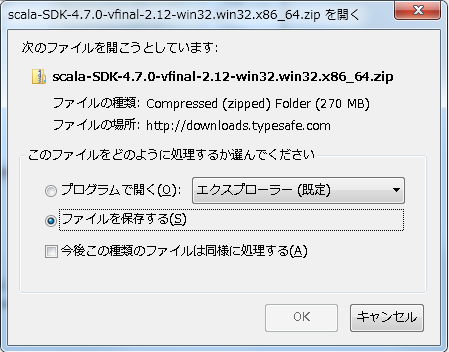 scala-SDK-4.7.0-vfinal-2.12-win32.win32.x86_64.zip を開く
次のファイルを開こうとしています:
scala-SDK-4.7.0-vfinal-2.12-win32.win32.x86_64.zip
ファイルの種類: Compressed (zipped) Folder (270 MB)
ファイルの場所: http://downloads.typesafe.com
このファイルをどのように処理するか選んでください
プログラムで開く(O): エクスプローラー (既定)
ファイルを保存する(S)
今後この種類のファイルは同様に処理する(A)
OK キャンセル